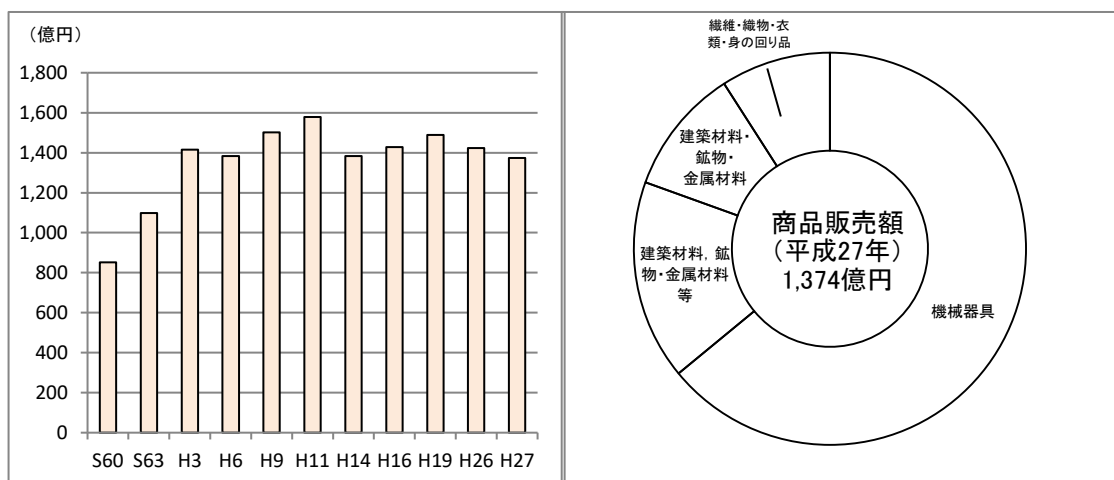 （億円）
1,800
1,600
1,400
1,200
1,000
800
600
400
200
0
S60 S63 H3 H6 H9 H11 H14 H16 H19 H26 H27
繊維・織物・衣
類・身の回り品
建築材料・
鉱物・
金属材料
建築材料，鉱
物・金属材料
等
商品販売額
（平成27年）
1,374億円
機械器具